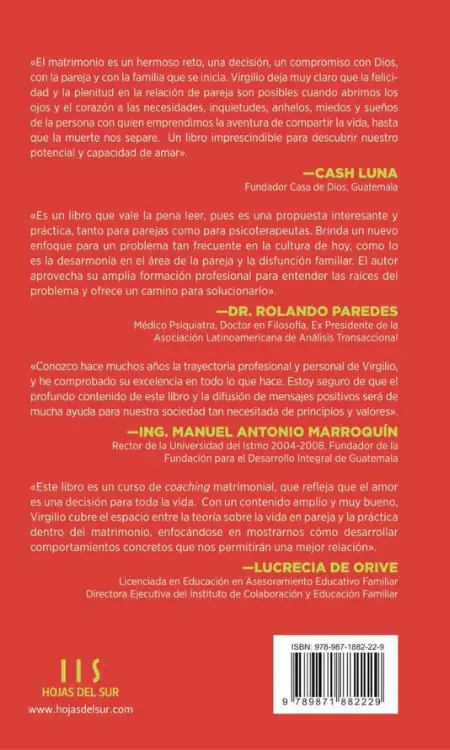 «El matrimonio es un hermoso reto, una decisión, un compromiso con Dios,
con la pareja y con la familia que se inicia. Virgilio deja muy claro que la felici-
dad y la plenitud en la relación de pareja son posibles cuando abrimos los
ojos y el corazón a las necesidades, inquietudes, anhelos, miedos y sueños
de la persona con quien emprendimos la aventura de compartir la vida, hasta
que la muerte nos separe. Un libro imprescindible para descubrir nuestro
potencial y capacidad de amar».
—CASH LUNA
Fundador Casa de Dios, Guatemala
«Es un libro que vale la pena leer, pues es una propuesta interesante y
práctica, tanto para parejas como para psicoterapeutas. Brinda un nuevo
enfoque para un problema tan frecuente en la cultura de hoy, como lo
es la desarmonía en el área de la pareja y la disfunción familiar. El autor
aprovecha su amplia formación profesional para entender las raíces del
problema y ofrece un camino para solucionarlo».
—DR. ROLANDO PAREDES
Médico Psiquiatra, Doctor en Filosofía, Ex Presidente de la
Asociación Latinoamericana de Análisis Transaccional
«Conozco hace muchos años la trayectoria profesional y personal de Virgilio,
y he comprobado su excelencia en todo lo que hace. Estoy seguro de que el
profundo contenido de este libro y la difusión de mensajes positivos será de
mucha ayuda para nuestra sociedad tan necesitada de principios y valores».
—ING. MANUEL ANTONIO MARROQUÍN
Rector de la Universidad del Istmo 2004-2008, Fundador de la
Fundación para el Desarrollo Integral de Guatemala
«Este libro es un curso de coaching matrimonial, que refleja que el amor
es una decisión para toda la vida. Con un contenido amplio y muy bueno,
Virgilio cubre el espacio entre la teoría sobre la vida en pareja y la práctica
dentro del matrimonio, enfocándose en mostrarnos cómo desarrollar
comportamientos concretos que nos permitirán una mejor relación».
—LUCRECIA DE ORIVE
Licenciada en Educación en Asesoramiento Educativo Familiar
Directora Ejecutiva del Instituto de Colaboración y Educación Familiar
HOJAS DEL SUR
www.hojasdelsur.com
ISBN: 978-987-1882-22-9
9 789871 882229